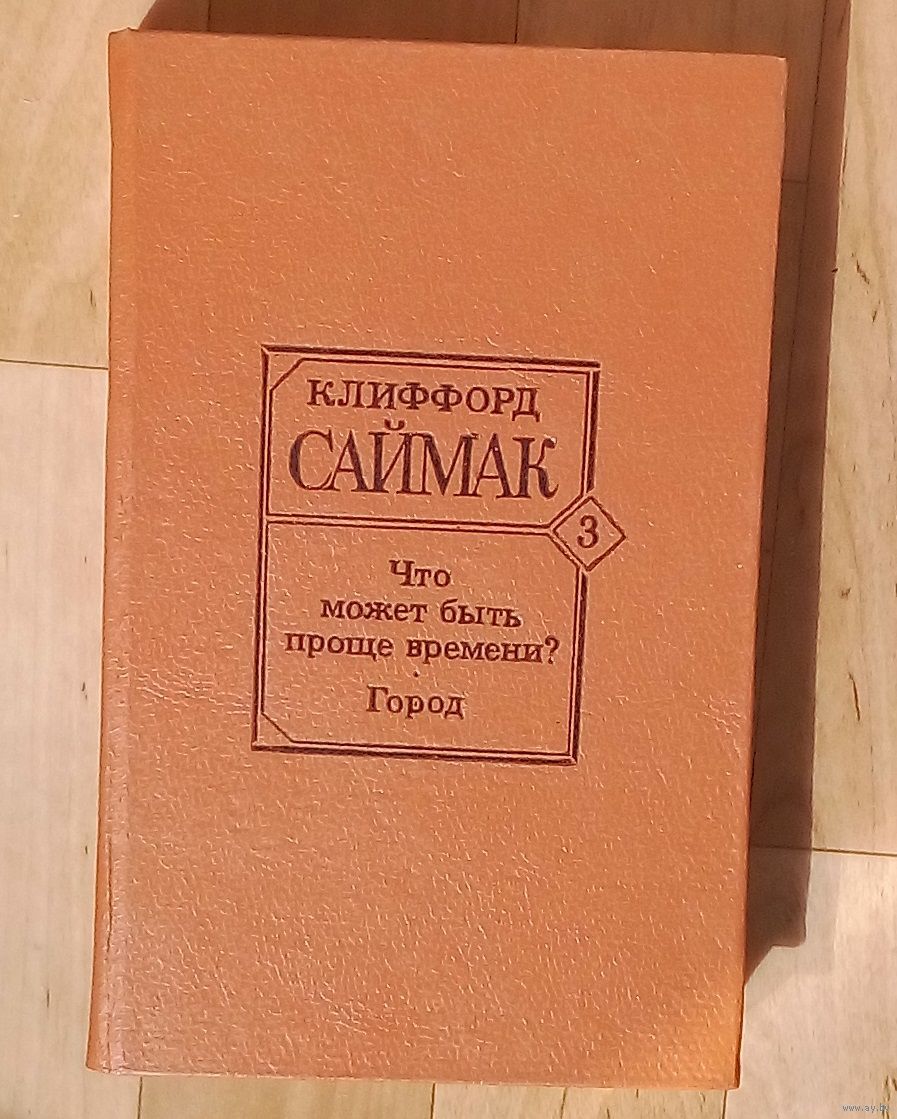 КЛИФФОРД
САЙМАК
3
Что
может быть
проще времени?
Город